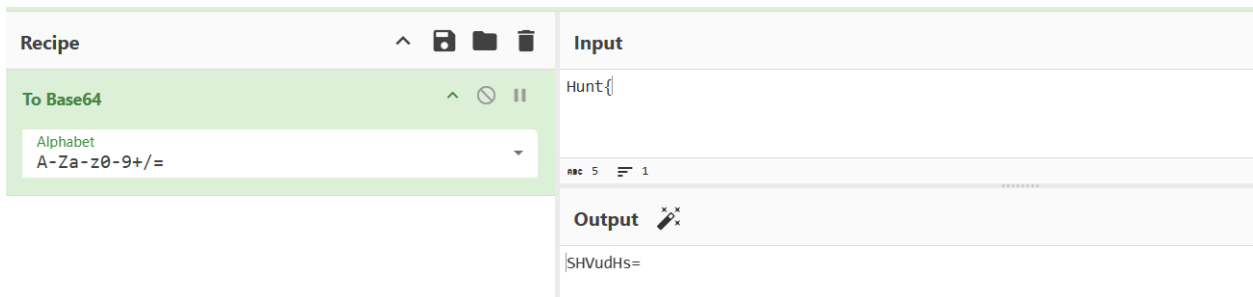 Recipe
To Base64
Alphabet
A-Za-z0-9+/=
Input
Hunt{
ABC 5 1
Output
SHVudHs=